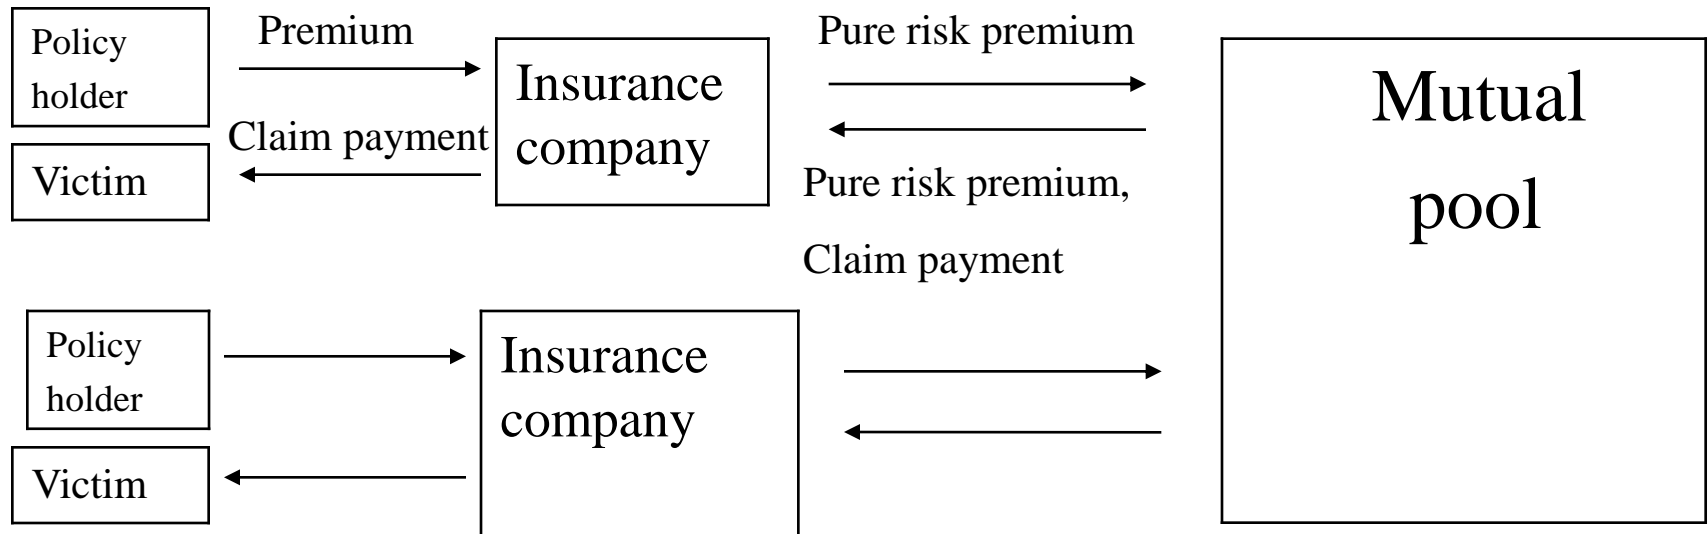 Policy
holder
Premium
Insurance
company
Claim payment
Victim
Pure risk premium
Pure risk premium,
Claim payment
Mutual
pool
Policy
holder
Victim
Insurance
company